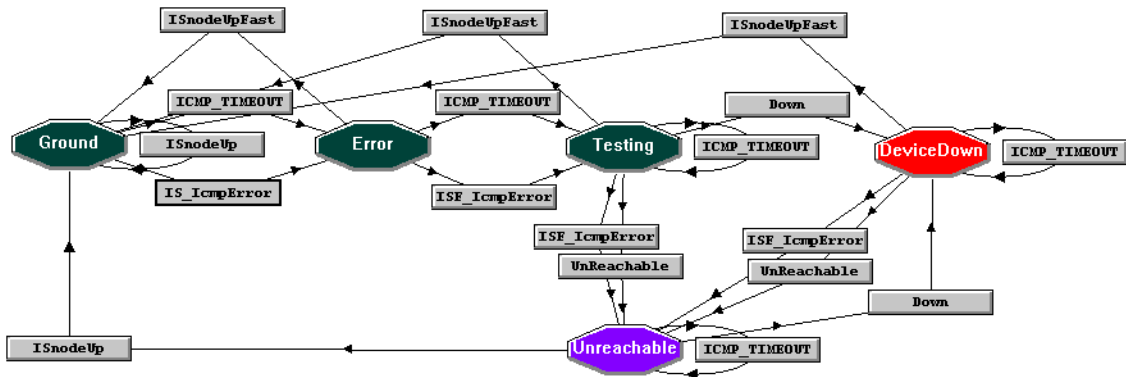 ISnodeUpFast
ISnodeUpFast
ISnodeUpFast
ICMP_TIMEOUT
ICMP_TIMEOUT
Down
Ground
ISnodeUp
Error
Testing
ICMP_TIMEOUT
DeviceDown
ICMP_TIMEOUT
IS_IcmpError
ISF_IcmpError
ISF_IcmpError
UnReachable
ISF_IcmpError
UnReachable
Down
ISnodeUp
Unreachable
ICMP_TIMEOUT